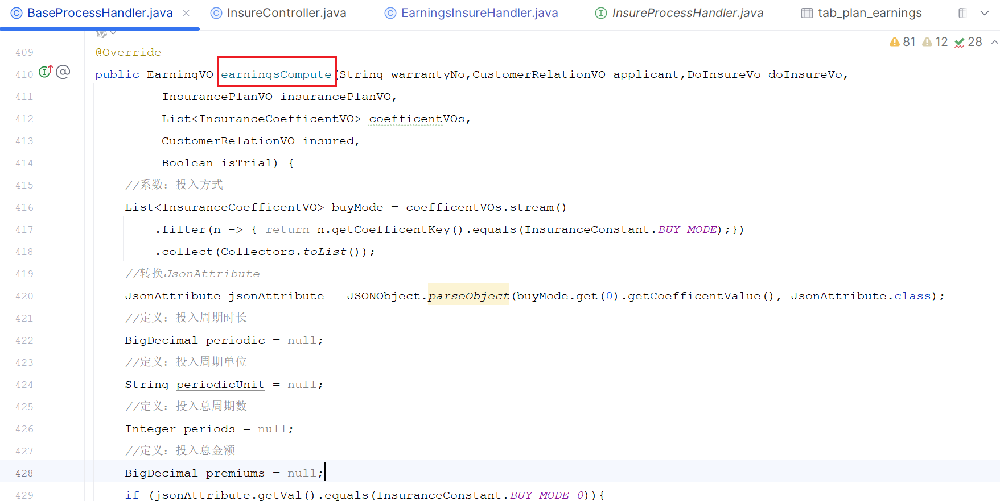 BaseProcessHandler.java × InsureController.java EarningsInsureHandler.java InsureProcessHandler.java tab_plan_earnings
81 12 28
409 @Override
410 public EarningVO earningsCompute(String warrantyNo,CustomerRelationVO applicant,DoInsureVo doInsureVo,
411 InsurancePlanVO insurancePlanVO,
412 List<InsuranceCoefficentVO> coefficentVOs,
413 CustomerRelationVO insured,
414 Boolean isTrial) {
415 //系数：投入方式
416 List<InsuranceCoefficentVO> buyMode = coefficentVOs.stream()
417 .filter(n -> { return n.getCoefficentKey().equals(InsuranceConstant.BUY_MODE);})
418 .collect(Collectors.toList());
419 //转换JsonAttribute
420 JsonAttribute jsonAttribute = JSONObject.parseObject(buyMode.get(0).getCoefficentValue(), JsonAttribute.class);
421 //定义：投入周期时长
422 BigDecimal periodic = null;
423 //定义：投入周期单位
424 String periodicUnit = null;
425 //定义：投入总周期数
426 Integer periods = null;
427 //定义：投入总金额
428 BigDecimal premiums = null;
429 if (jsonAttribute.getVal().equals(InsuranceConstant.BUY_MODE_0)){